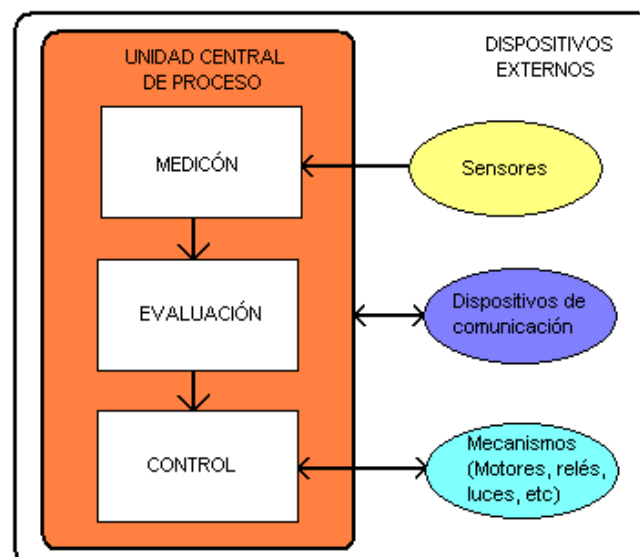 UNIDAD CENTRAL
DE PROCESO
DISPOSITIVOS
EXTERNOS
MEDICÓN
Sensores
EVALUACIÓN
Dispositivos de
comunicación
CONTROL
Mecanismos
(Motores, relés,
luces, etc)